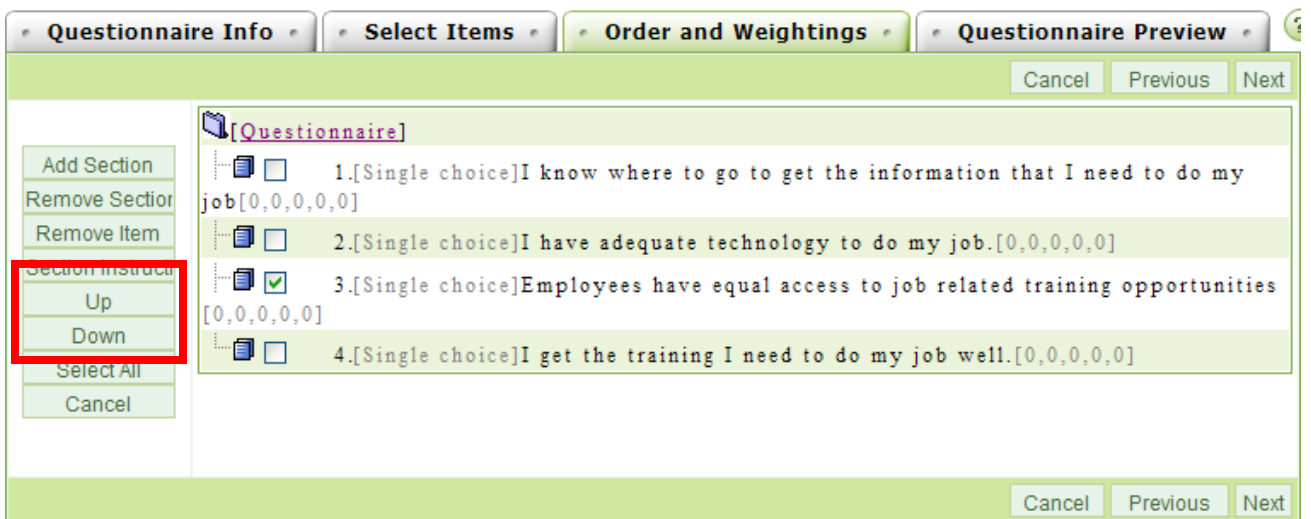 Questionnaire Info Select Items Order and Weightings Questionnaire Preview ?
Cancel Previous Next
[Questionnaire]
Add Section
Remove Section
Remove Item
Section Instructi
Up
Down
Select All
Cancel
1.[Single choice]I know where to go to get the information that I need to do my
job[0,0,0,0,0]
2.[Single choice]I have adequate technology to do my job.[0,0,0,0,0]
3.[Single choice]Employees have equal access to job related training opportunities
[0,0,0,0,0]
4.[Single choice]I get the training I need to do my job well.[0,0,0,0,0]
Cancel Previous Next